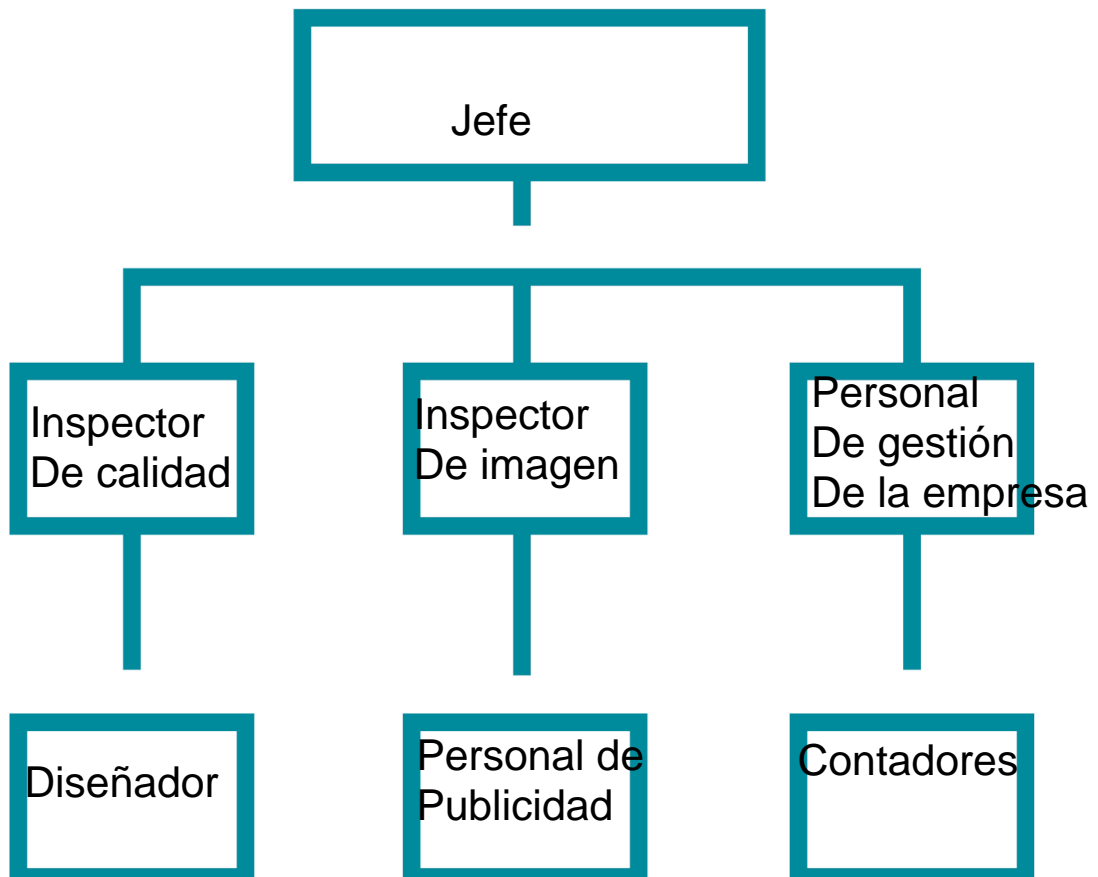 Jefe
Inspector
De calidad
Inspector
De imagen
Personal
De gestión
De la empresa
Diseñador
Personal de
Publicidad
Contadores